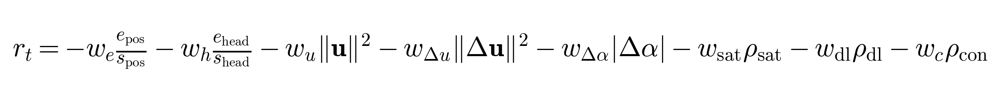 $r_t = -w_e \frac{e_{\text{pos}}}{s_{\text{pos}}} - w_h \frac{e_{\text{head}}}{s_{\text{head}}} - w_u \|\mathbf{u}\|^2 - w_{\Delta u} \|\Delta \mathbf{u}\|^2 - w_{\Delta \alpha} |\Delta \alpha| - w_{\text{sat}} \rho_{\text{sat}} - w_{\text{dl}} \rho_{\text{dl}} - w_c \rho_{\text{con}}$